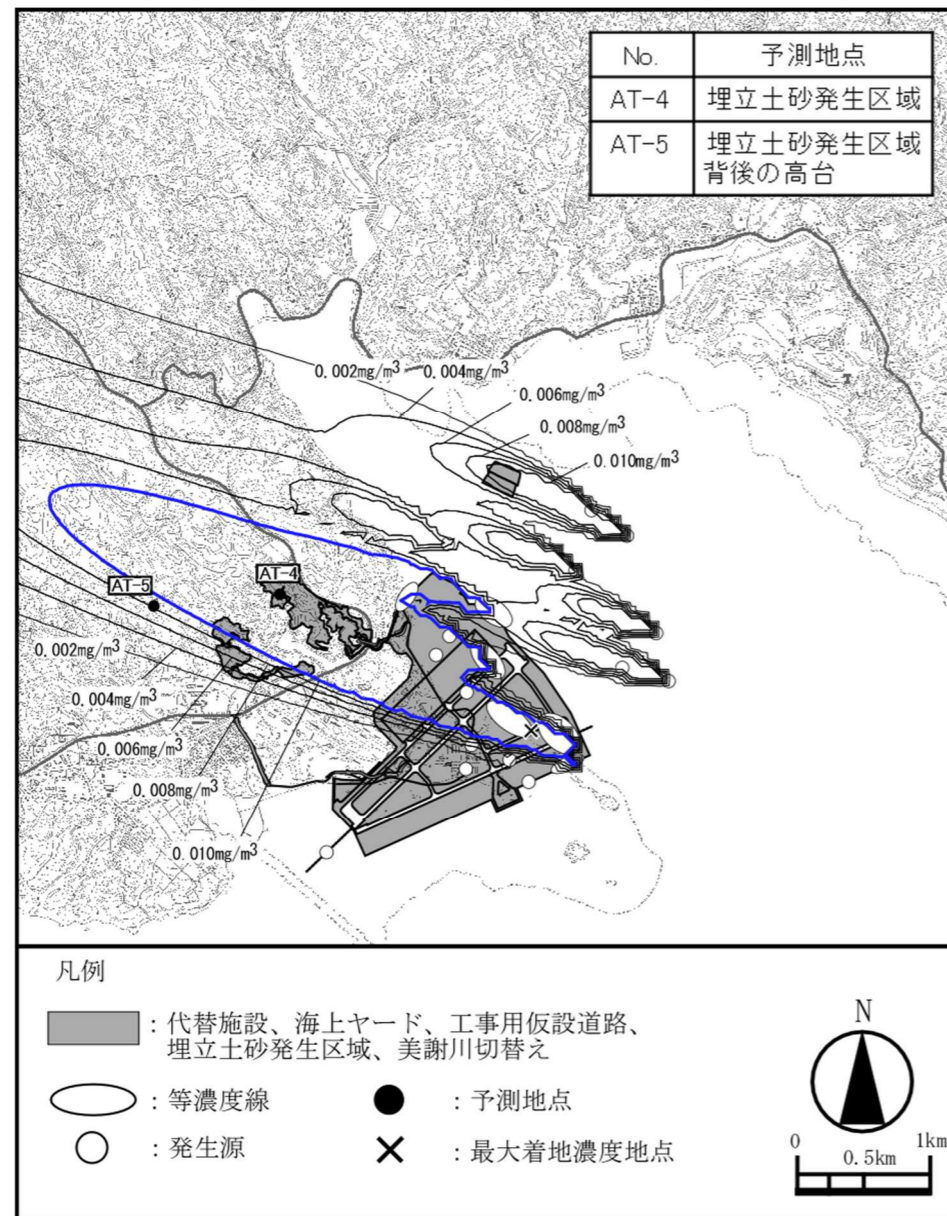 No. 予測地点
AT-4 埋立土砂発生区域
AT-5 埋立土砂発生区域
背後の高台
0.002mg/m³
0.004mg/m³
0.006mg/m³
0.008mg/m³
0.010mg/m³
AT-4
AT-5
0.002mg/m³
0.004mg/m³
0.006mg/m³
0.008mg/m³
0.010mg/m³
凡例
：代替施設、海上ヤード、工事用仮設道路、
埋立土砂発生区域、美謝川切替え
：等濃度線
：予測地点
：発生源
：最大着地濃度地点
N
0 0.5km 1km